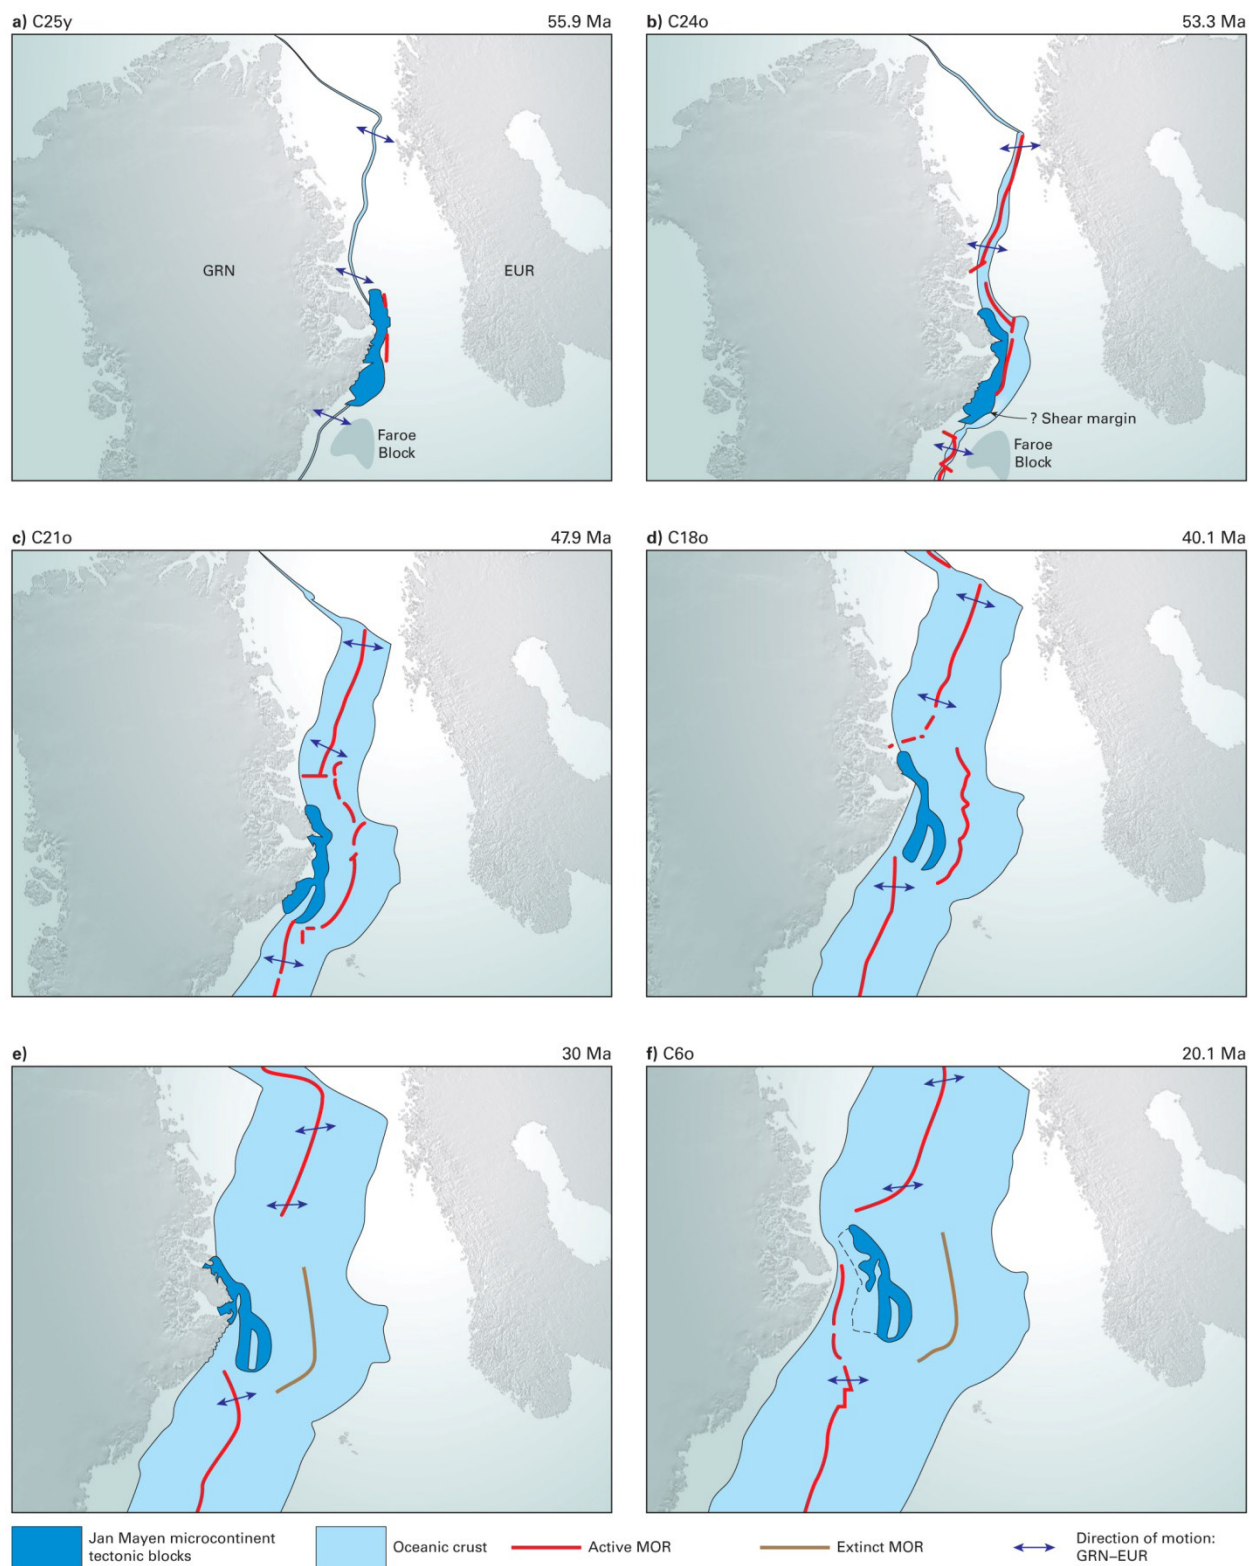 a) C25y
55.9 Ma
GRN
EUR
Faroe
Block
b) C24o
53.3 Ma
? Shear margin
Faroe
Block
c) C21o
47.9 Ma
d) C18o
40.1 Ma
e)
30 Ma
f) C6o
20.1 Ma
Jan Mayen microcontinent
tectonic blocks
Oceanic crust
Active MOR
Extinct MOR
Direction of motion:
GRN–EUR